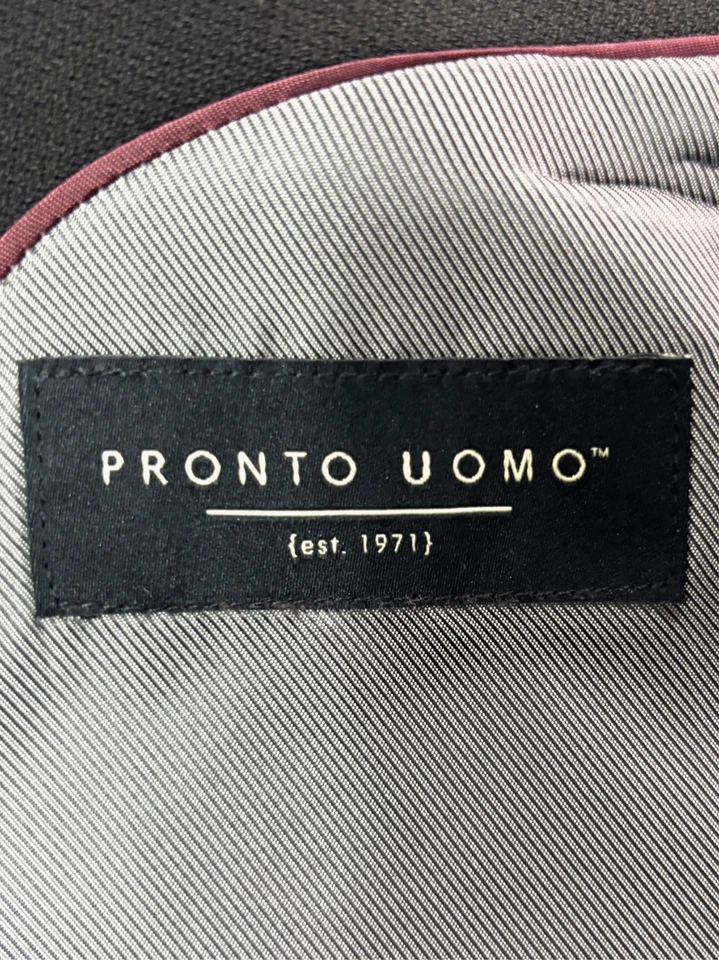 PRONTO UOMO™
{est. 1971}